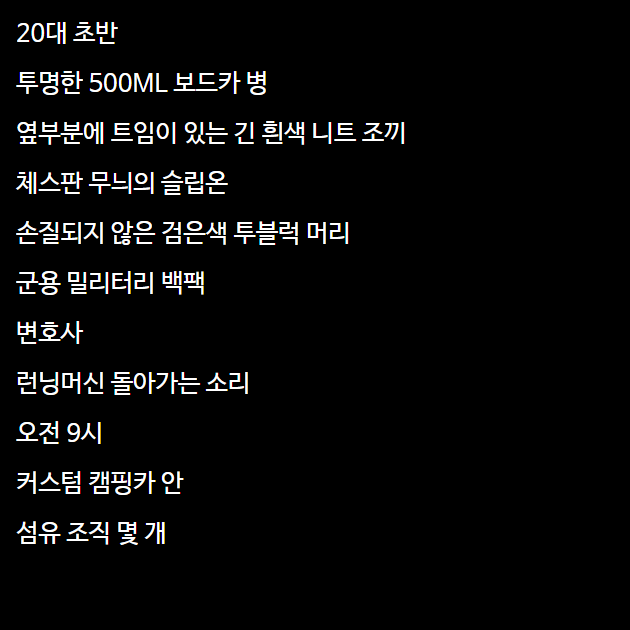 20대 초반
투명한 500ML 보드카 병
옆부분에 트임이 있는 긴 흰색 니트 조끼
체스판 무늬의 슬립온
손질되지 않은 검은색 투블럭 머리
군용 밀리터리 백팩
변호사
런닝머신 돌아가는 소리
오전 9시
커스텀 캠핑카 안
섬유 조직 몇 개